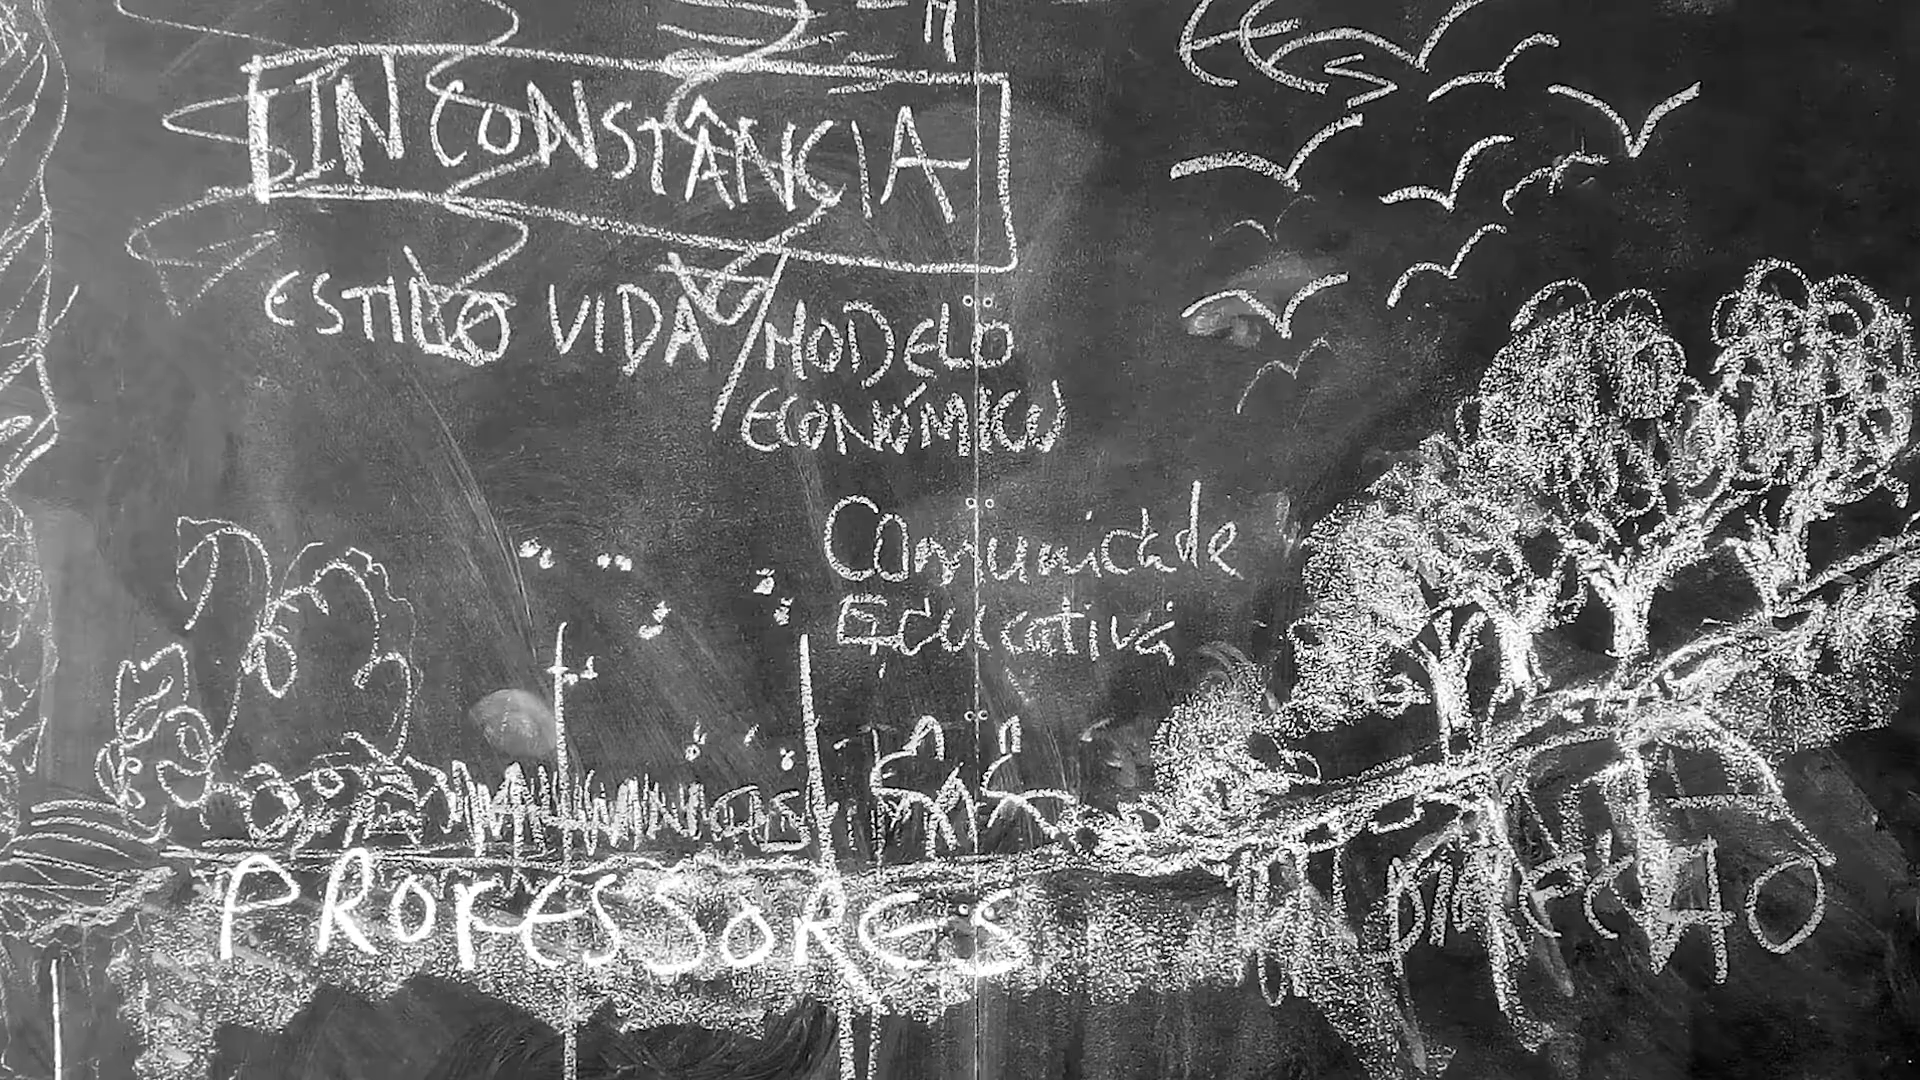 INCONSTÂNCIA
ESTILO VIDA / MODELO
ECONÓMICO
Comunidade
Educativa
PROFESSORES